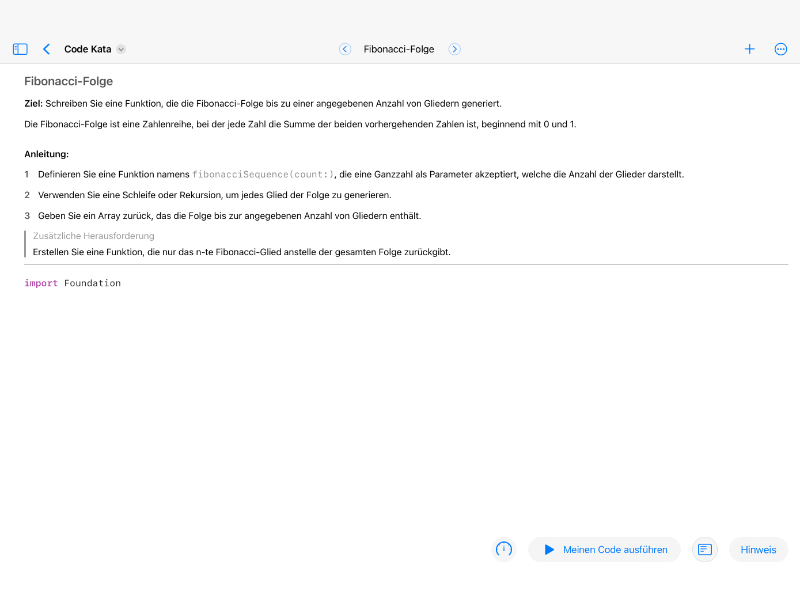 Code Kata
Fibonacci-Folge
Fibonacci-Folge
Ziel: Schreiben Sie eine Funktion, die die Fibonacci-Folge bis zu einer angegebenen Anzahl von Gliedern generiert.
Die Fibonacci-Folge ist eine Zahlenreihe, bei der jede Zahl die Summe der beiden vorhergehenden Zahlen ist, beginnend mit 0 und 1.
Anleitung:
1 Definieren Sie eine Funktion namens fibonacciSequence(count:), die eine Ganzzahl als Parameter akzeptiert, welche die Anzahl der Glieder darstellt.
2 Verwenden Sie eine Schleife oder Rekursion, um jedes Glied der Folge zu generieren.
3 Geben Sie ein Array zurück, das die Folge bis zur angegebenen Anzahl von Gliedern enthält.
Zusätzliche Herausforderung
Erstellen Sie eine Funktion, die nur das n-te Fibonacci-Glied anstelle der gesamten Folge zurückgibt.
import Foundation
Meinen Code ausführen
Hinweis